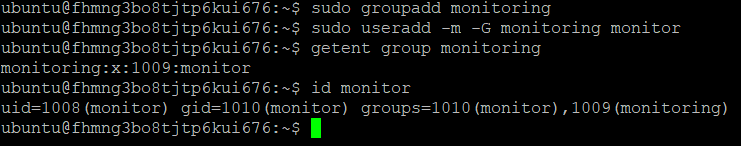 ubuntu@fhmng3bo8tjtp6kui676:~$ sudo groupadd monitoring
ubuntu@fhmng3bo8tjtp6kui676:~$ sudo useradd -m -G monitoring monitor
ubuntu@fhmng3bo8tjtp6kui676:~$ getent group monitoring
monitoring:x:1009:monitor
ubuntu@fhmng3bo8tjtp6kui676:~$ id monitor
uid=1008(monitor) gid=1010(monitor) groups=1010(monitor),1009(monitoring)
ubuntu@fhmng3bo8tjtp6kui676:~$